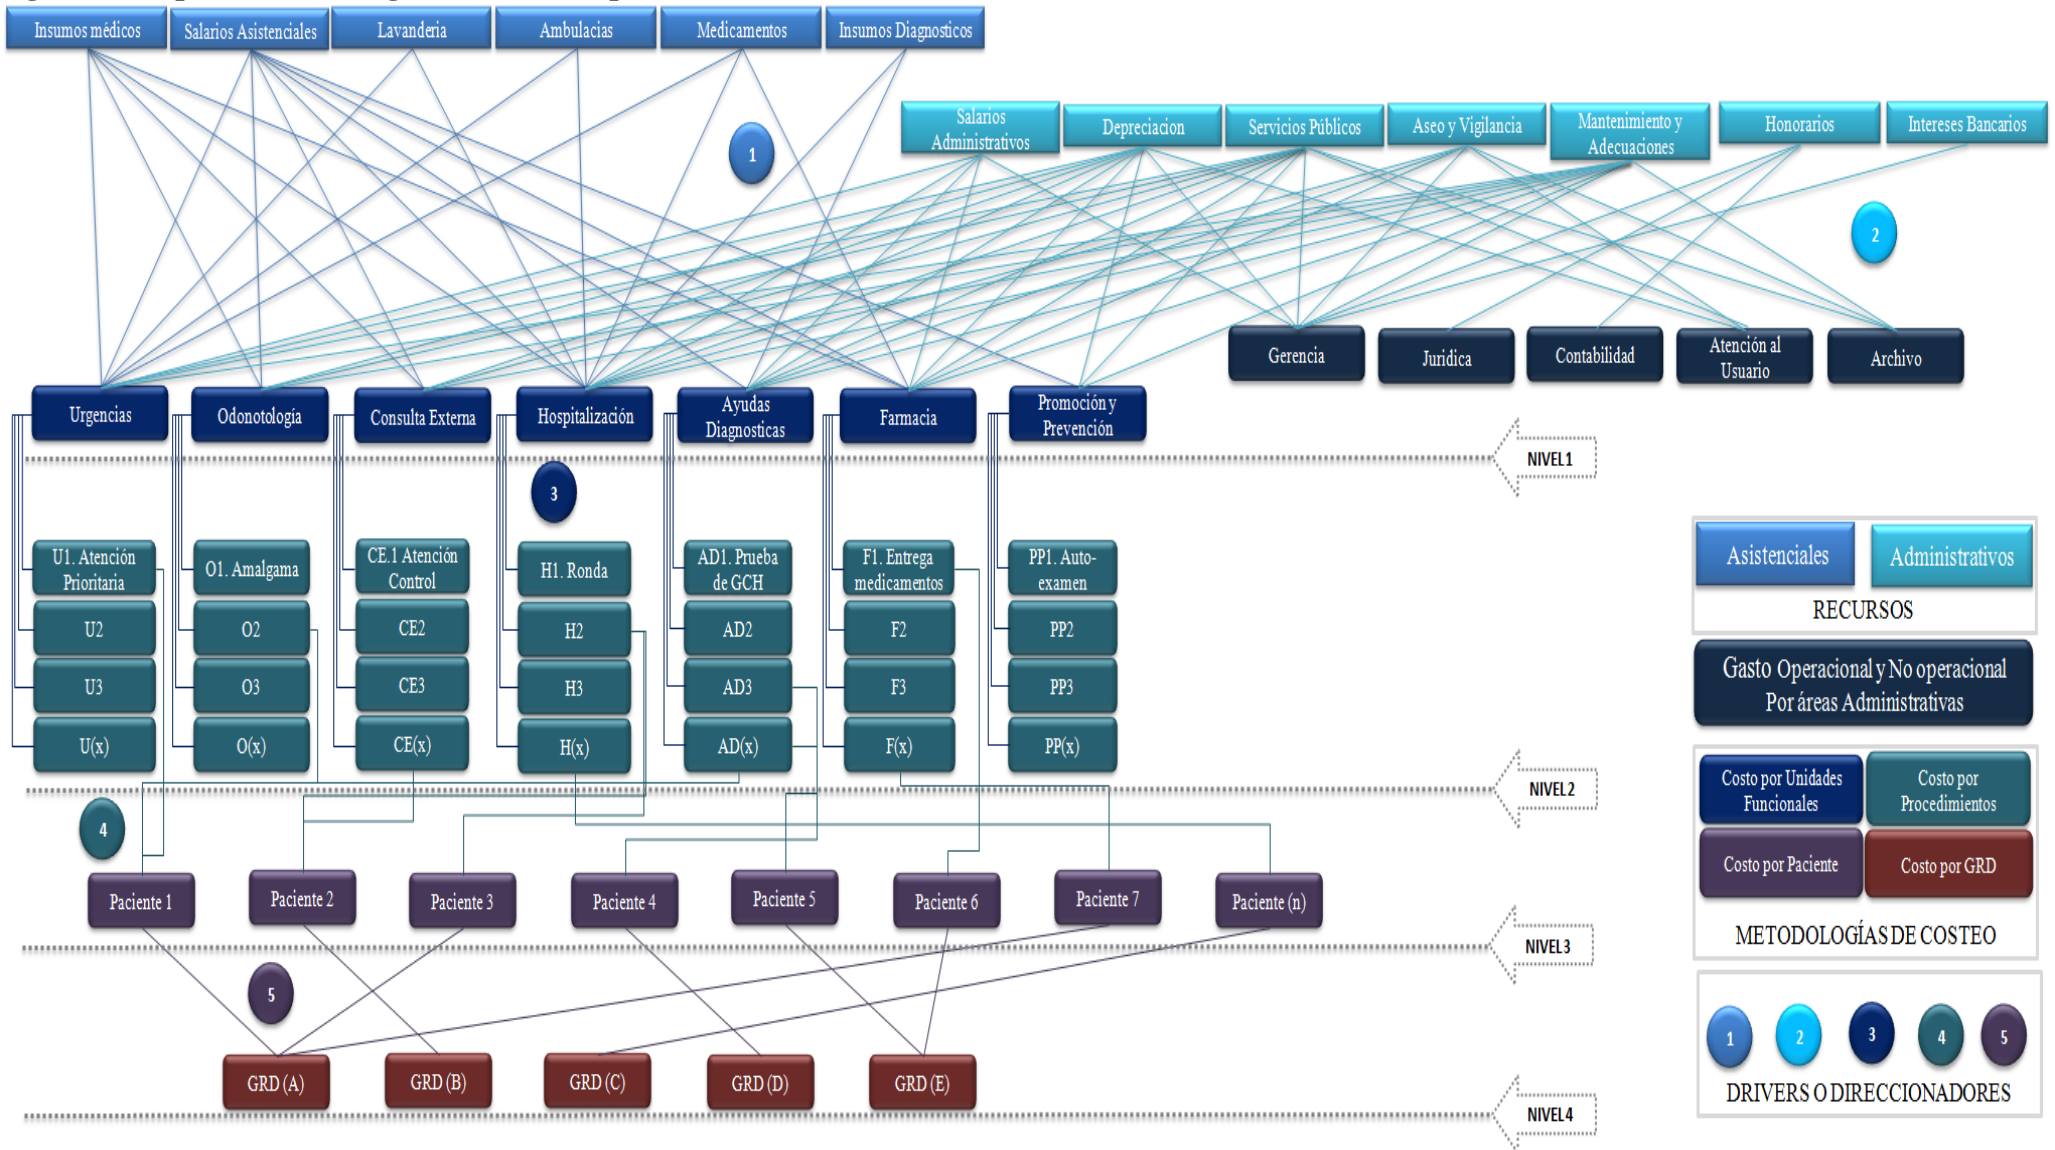 Insumos médicos
Salarios Asistenciales
Lavanderia
Ambulacias
Medicamentos
Insumos Diagnosticos
Salarios
Administrativos
Depreciacion
Servicios Públicos
Aseo y Vigilancia
Mantenimiento y
Adecuaciones
Honorarios
Intereses Bancarios
1
2
Gerencia
Juridica
Contabilidad
Atención al
Usuario
Archivo
Urgencias
Odonotología
Consulta Externa
Hospitalización
Ayudas
Diagnosticas
Farmacia
Promoción y
Prevención
NIVEL1
3
U1. Atención
Prioritaria
O1. Amalgama
CE.1 Atención
Control
H1. Ronda
AD1. Prueba
de GCH
F1. Entrega
medicamentos
PP1. Auto-
examen
U2
O2
CE2
H2
AD2
F2
PP2
U3
O3
CE3
H3
AD3
F3
PP3
U(x)
O(x)
CE(x)
H(x)
AD(x)
F(x)
PP(x)
NIVEL2
4
Paciente 1
Paciente 2
Paciente 3
Paciente 4
Paciente 5
Paciente 6
Paciente 7
Paciente (n)
NIVEL3
5
GRD (A)
GRD (B)
GRD (C)
GRD (D)
GRD (E)
NIVEL4
Asistenciales
Administrativos
RECURSOS
Gasto Operacional y No operacional
Por áreas Administrativas
Costo por Unidades
Funcionales
Costo por
Procedimientos
Costo por Paciente
Costo por GRD
METODOLOGÍAS DE COSTEO
1
2
3
4
5
DRIVERS O DIRECCIONADORES